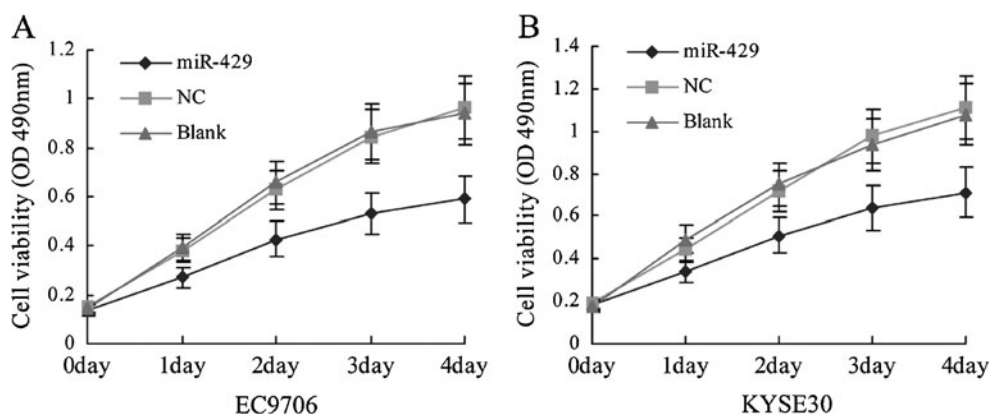 A
Cell viability (OD 490nm)
1.2
1
0.8
0.6
0.4
0.2
0
miR-429
NC
Blank
0day 1day 2day 3day 4day
EC9706
B
Cell viability (OD 490nm)
1.4
1.2
1
0.8
0.6
0.4
0.2
0
miR-429
NC
Blank
0day 1day 2day 3day 4day
KYSE30